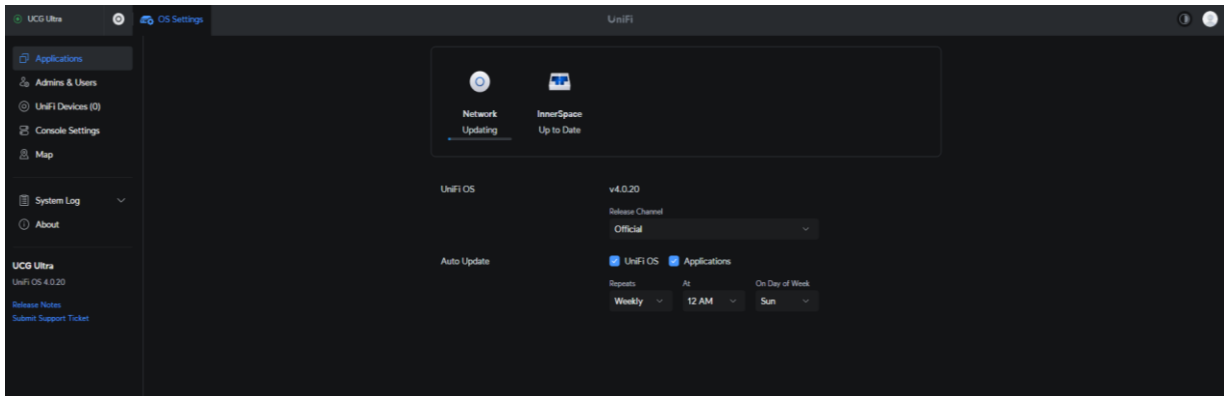 UCG Ultra
OS Settings
UniFi
Applications
Admins & Users
UniFi Devices (0)
Console Settings
Map
System Log
About
UCG Ultra
UniFi OS 4.0.20
Release Notes
Submit Support Ticket
Network
Updating
InnerSpace
Up to Date
UniFi OS
v4.0.20
Release Channel
Official
Auto Update
UniFi OS
Applications
Repeats
At
On Day of Week
Weekly
12 AM
Sun